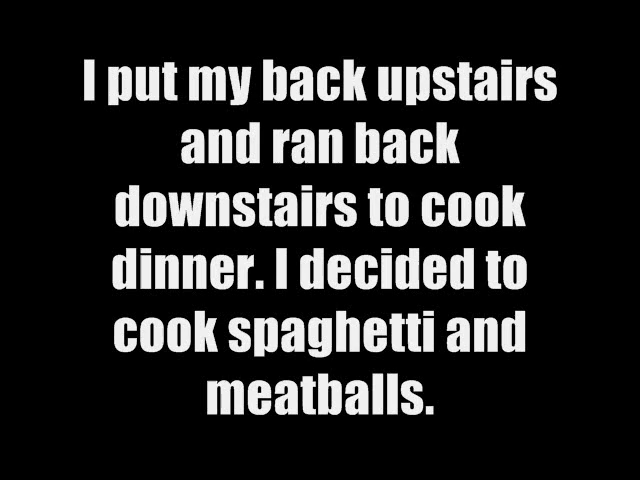 I put my back upstairs
and ran back
downstairs to cook
dinner. I decided to
cook spaghetti and
meatballs.